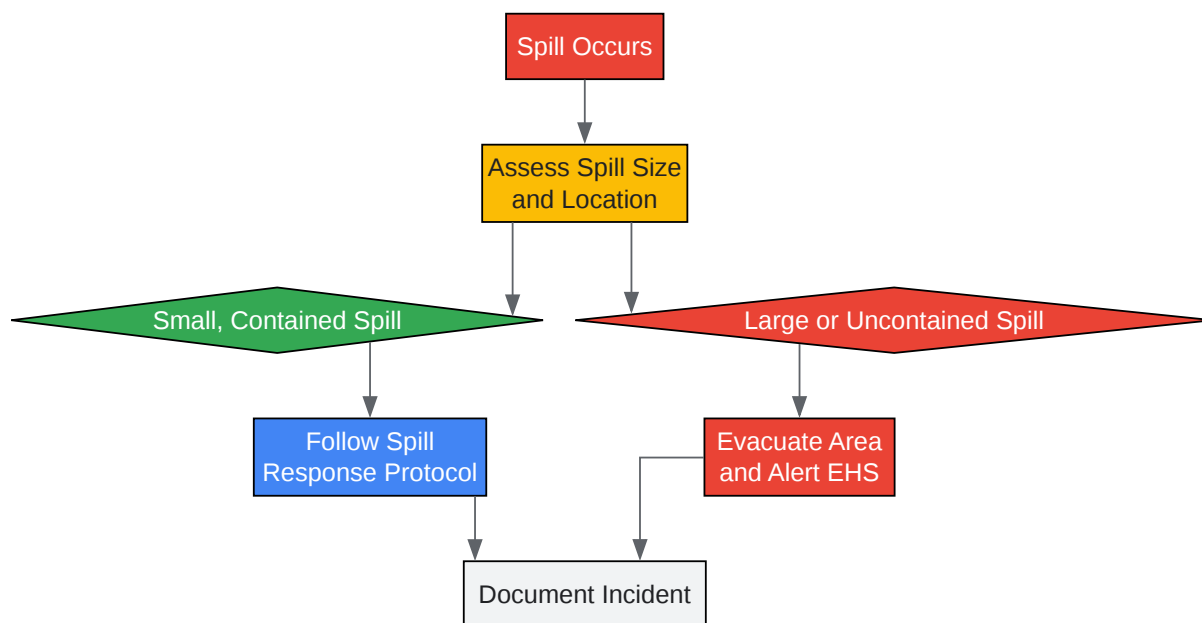 Spill Occurs
Assess Spill Size
and Location
Small, Contained Spill
Large or Uncontained Spill
Follow Spill
Response Protocol
Evacuate Area
and Alert EHS
Document Incident